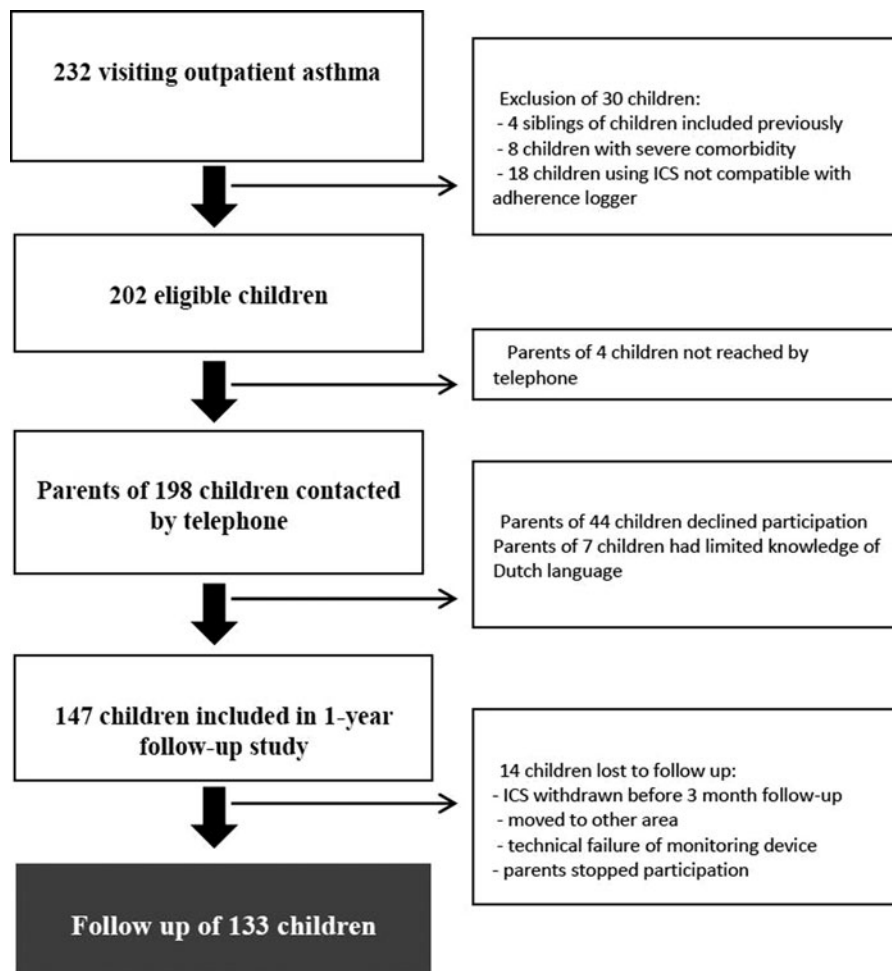 232 visiting outpatient asthma
Exclusion of 30 children:
- 4 siblings of children included previously
- 8 children with severe comorbidity
- 18 children using ICS not compatible with
adherence logger
202 eligible children
Parents of 4 children not reached by
telephone
Parents of 198 children contacted
by telephone
Parents of 44 children declined participation
Parents of 7 children had limited knowledge of
Dutch language
147 children included in 1-year
follow-up study
14 children lost to follow up:
- ICS withdrawn before 3 month follow-up
- moved to other area
- technical failure of monitoring device
- parents stopped participation
Follow up of 133 children